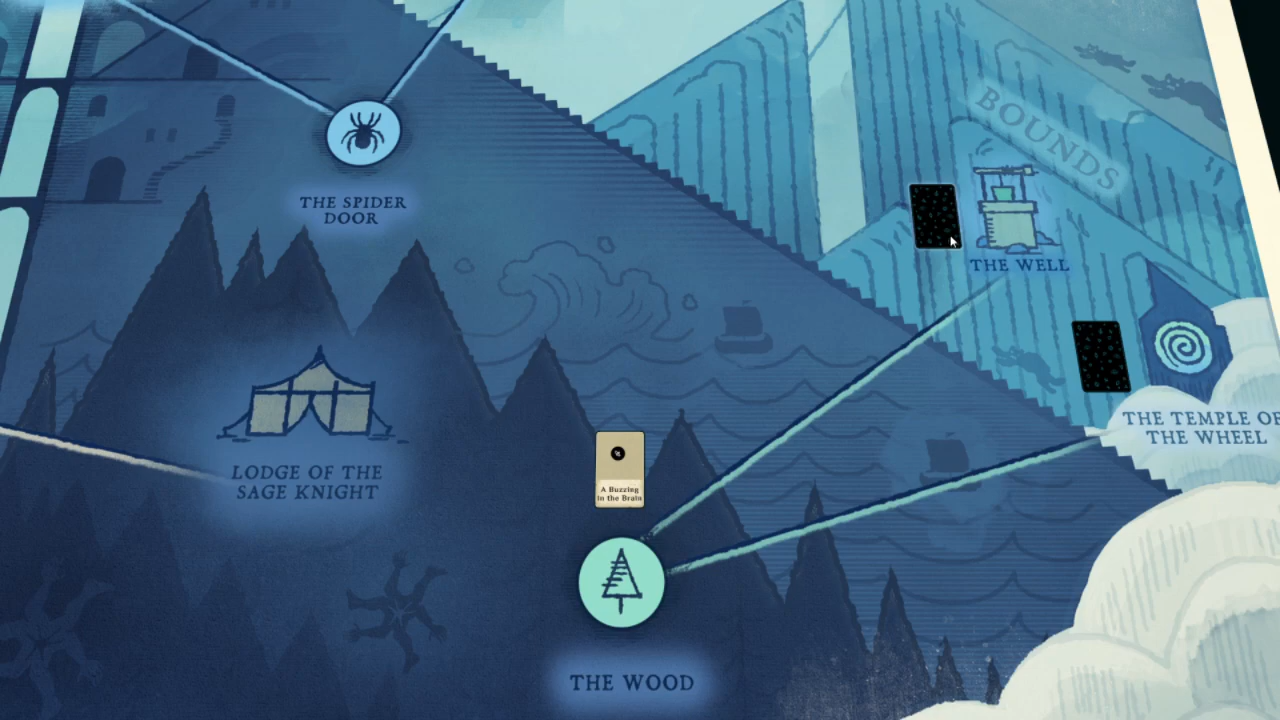 BOUNDS
THE SPIDER
DOOR
THE WELL
THE TEMPLE OF
THE WHEEL
LODGE OF THE
SAGE KNIGHT
A Buzzing
in the Brain
THE WOOD